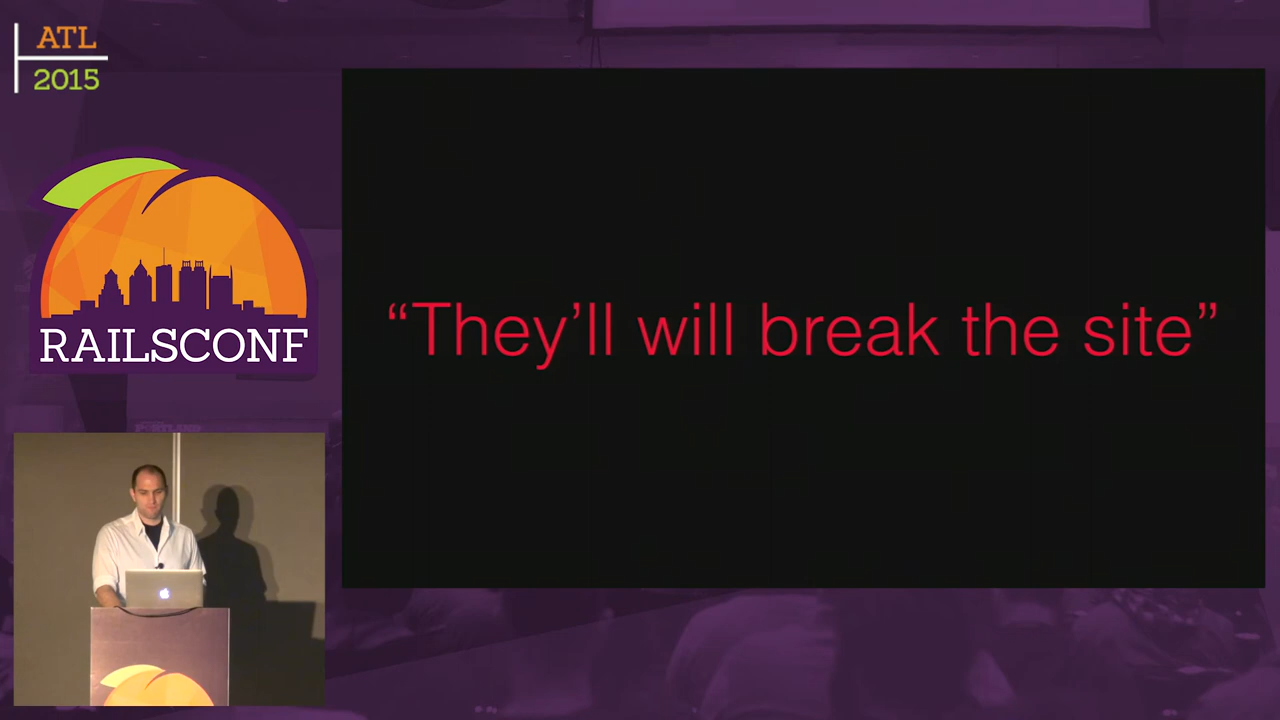 ATL
2015
RAILSCONF
“They’ll will break the site”